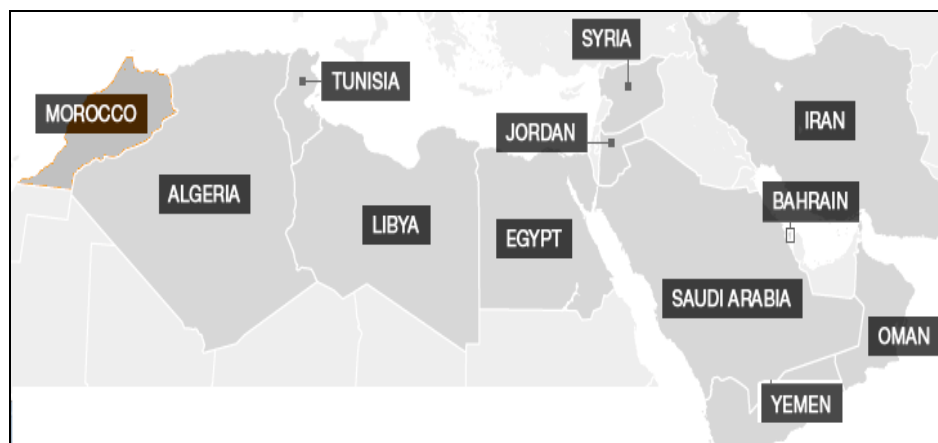 SYRIA
TUNISIA
MOROCCO
IRAN
JORDAN
ALGERIA
BAHRAIN
LIBYA
EGYPT
SAUDI ARABIA
OMAN
YEMEN